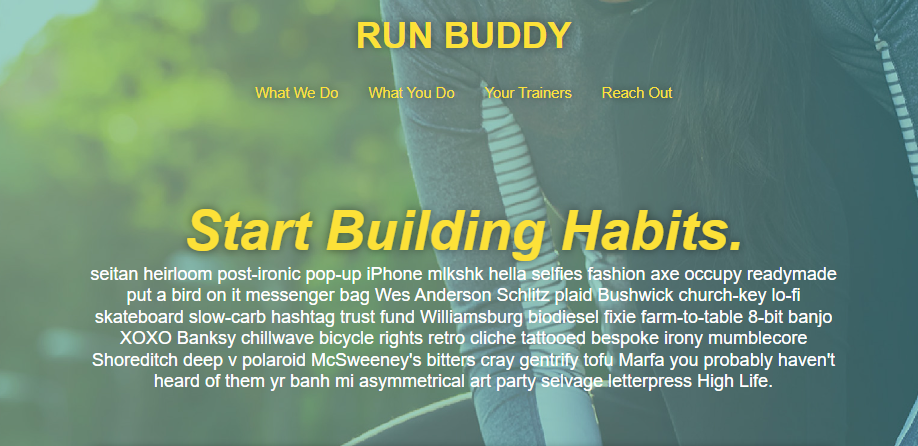 RUN BUDDY
What We Do What You Do Your Trainers Reach Out
Start Building Habits.
seitan heirloom post-ironic pop-up iPhone mlkshk hella selfies fashion axe occupy readymade
put a bird on it messenger bag Wes Anderson Schlitz plaid Bushwick church-key lo-fi
skateboard slow-carb hashtag trust fund Williamsburg biodiesel fixie farm-to-table 8-bit banjo
XOXO Banksy chillwave bicycle rights retro cliche tattooed bespoke irony mumblecore
Shoreditch deep v polaroid McSweeney's bitters cray gentrify tofu Marfa you probably haven't
heard of them yr banh mi asymmetrical art party selvage letterpress High Life.